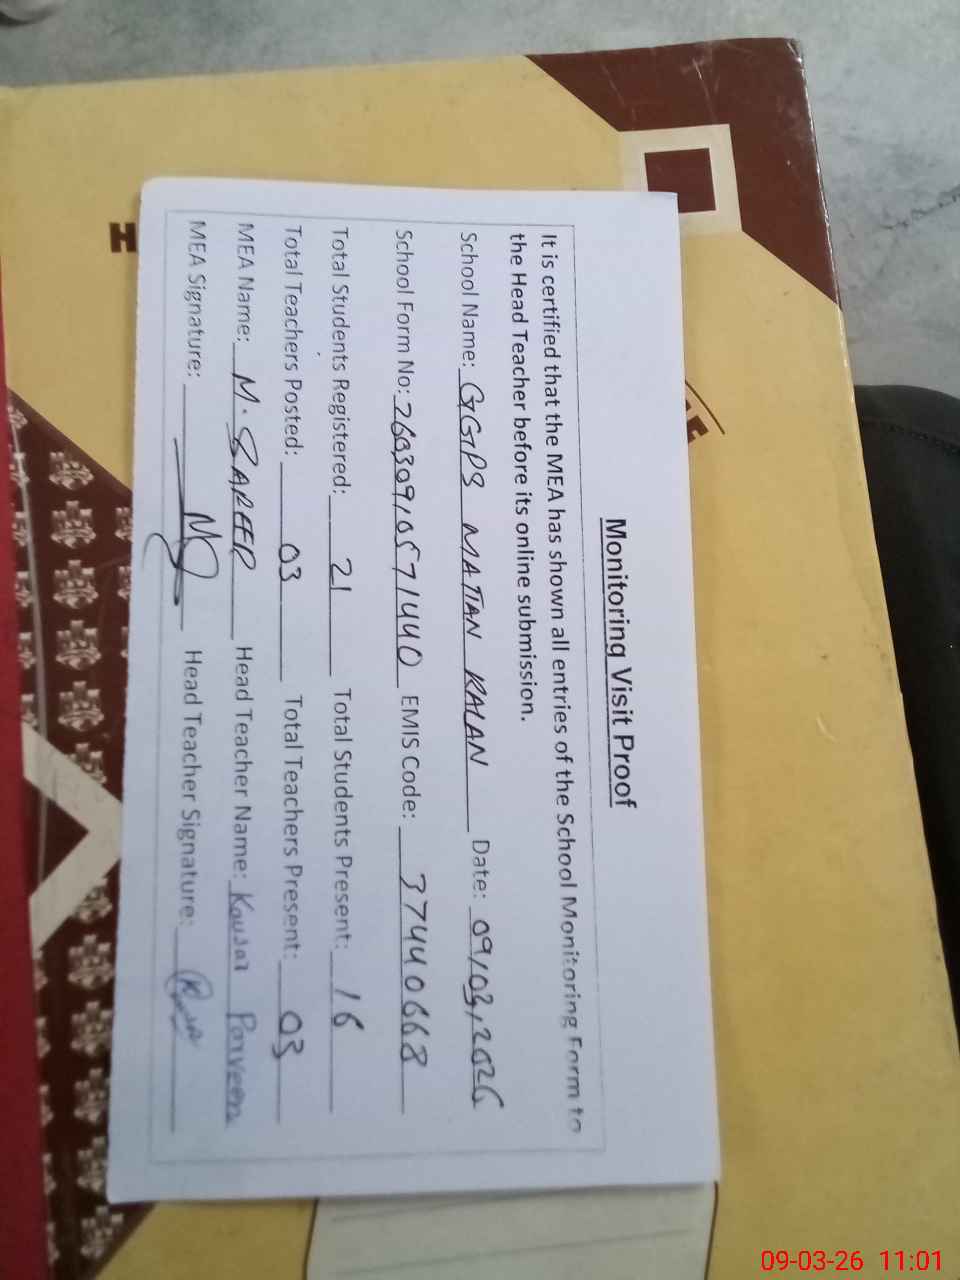 Monitoring Visit Proof
It is certified that the MEA has shown all entries of the School Monitoring Form to
the Head Teacher before its online submission.
School Name: GGPS MATIAN KALAN Date: 09/03/2026
School Form No: 260309/0571440 EMIS Code: 37440668
Total Students Registered: 21 Total Students Present: 16
Total Teachers Posted: 03 Total Teachers Present: 03
MEA Name: M. Head Teacher Name: Kousar Parveen
MEA Signature: Head Teacher Signature:
09-03-26 11:01